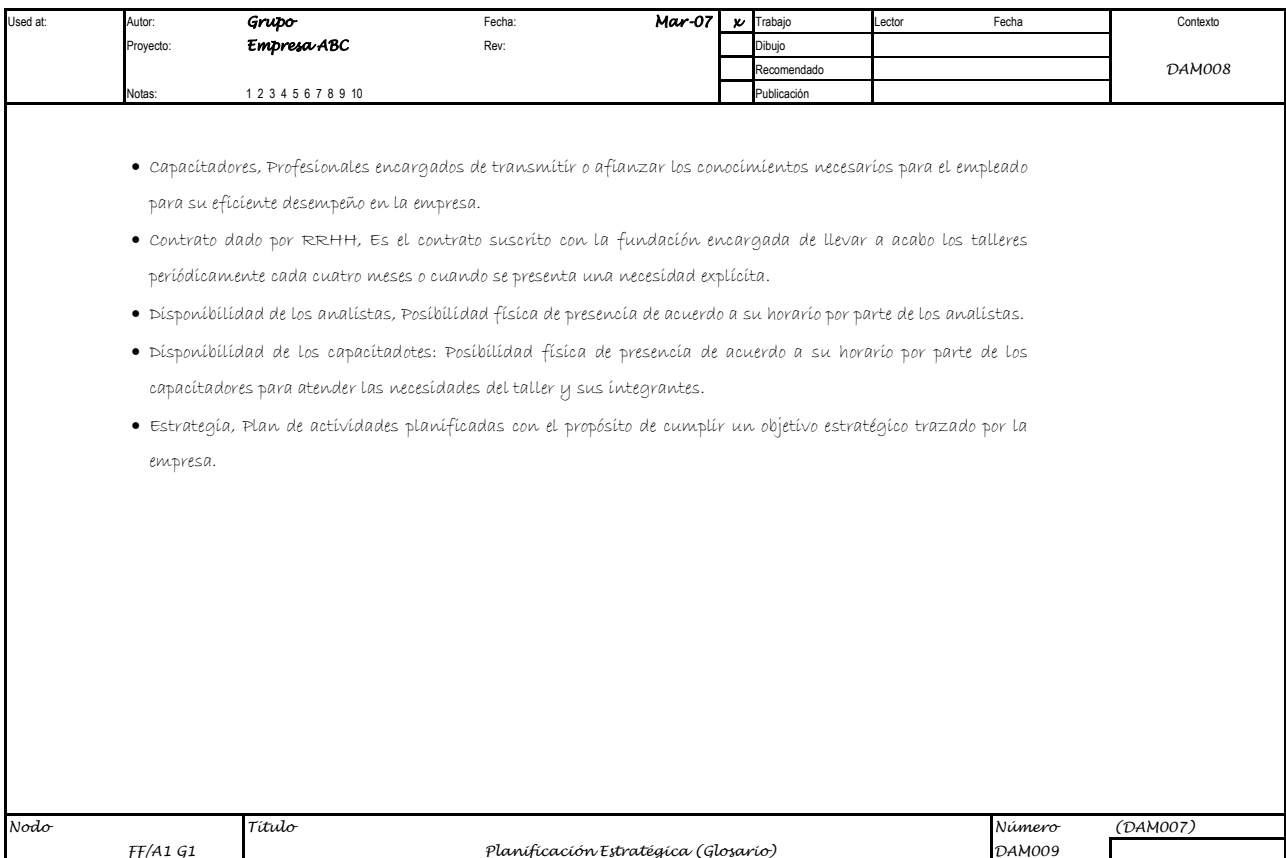 Used at: Autor: Grupo Fecha: Mar-07 x Trabajo Lector Fecha Contexto
Proyecto: Empresa ABC Rev: Dibujo
Recomendado DAM008
Notas: 1 2 3 4 5 6 7 8 9 10 Publicación
• Capacitadores, Profesionales encargados de transmitir o afianzar los conocimientos necesarios para el empleado
para su eficiente desempeño en la empresa.
• Contrato dado por RRHH, Es el contrato suscrito con la fundación encargada de llevar a acabo los talleres
periódicamente cada cuatro meses o cuando se presenta una necesidad explícita.
• Disponibilidad de los analistas, Posibilidad física de presencia de acuerdo a su horario por parte de los analistas.
• Disponibilidad de los capacitadotes: Posibilidad física de presencia de acuerdo a su horario por parte de los
capacitadores para atender las necesidades del taller y sus integrantes.
• Estrategia, Plan de actividades planificadas con el propósito de cumplir un objetivo estratégico trazado por la
empresa.
Nodo Título Número (DAM007)
FF/A1 G1 Planificación Estratégica (Glosario) DAM009